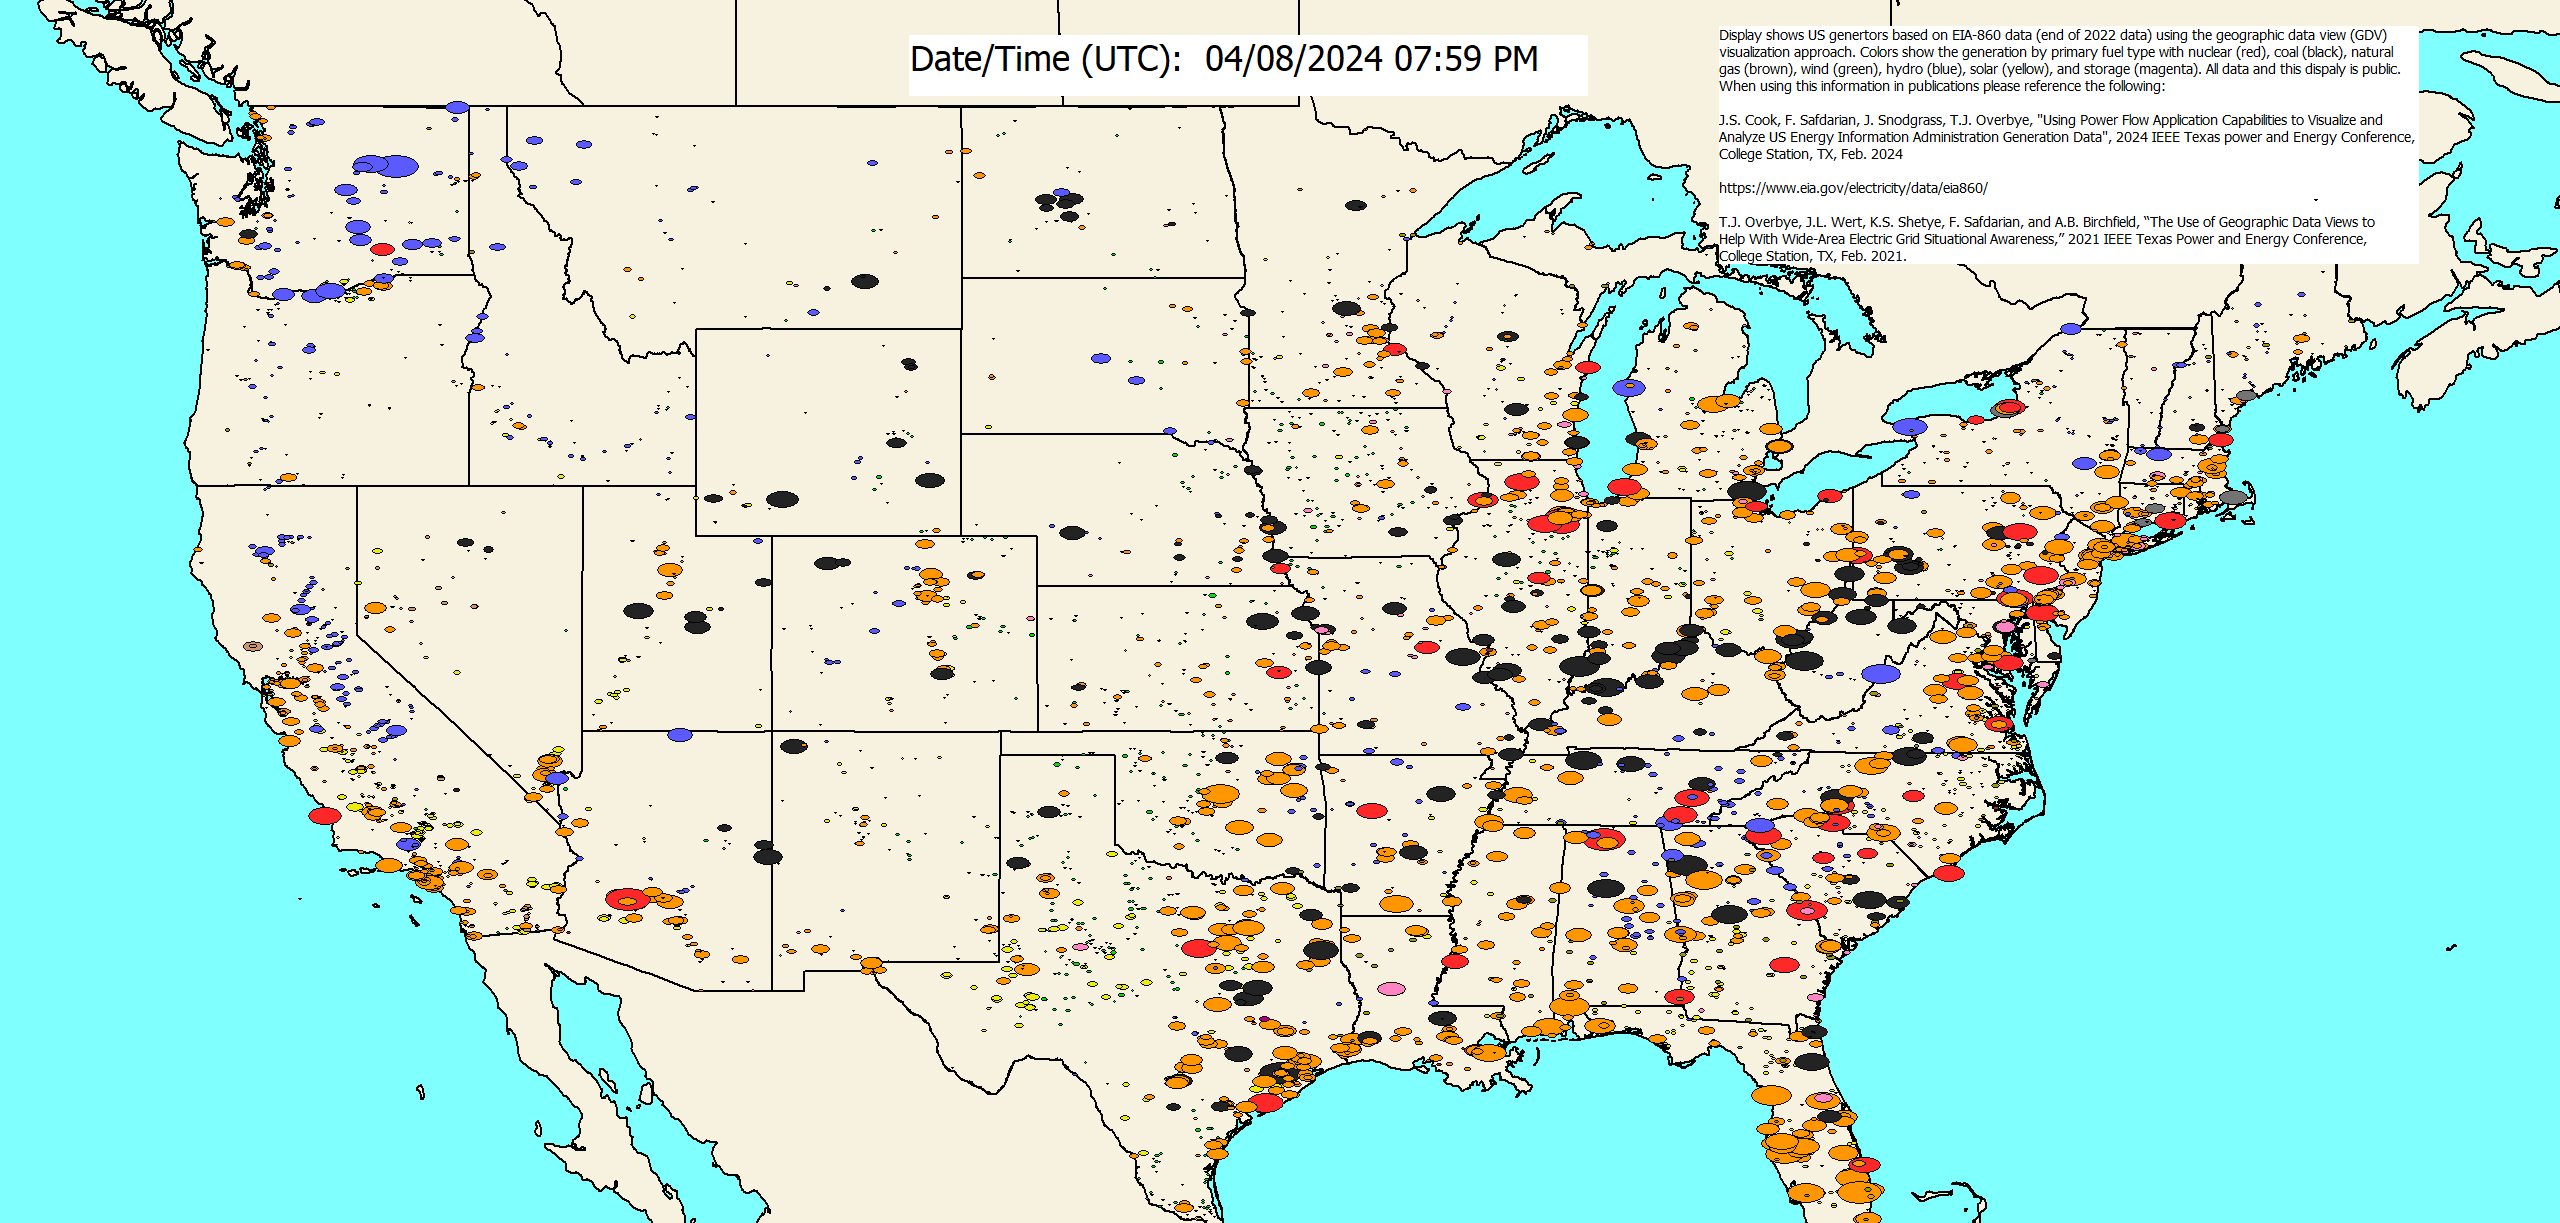 Date/Time (UTC): 04/08/2024 07:59 PM
Display shows US genertors based on EIA-860 data (end of 2022 data) using the geographic data view (GDV)
visualization approach. Colors show the generation by primary fuel type with nuclear (red), coal (black), natural
gas (brown), wind (green), hydro (blue), solar (yellow), and storage (magenta). All data and this dispaly is public.
When using this information in publications please reference the following:
J.S. Cook, F. Safdarian, J. Snodgrass, T.J. Overbye, "Using Power Flow Application Capabilities to Visualize and
Analyze US Energy Information Administration Generation Data", 2024 IEEE Texas power and Energy Conference,
College Station, TX, Feb. 2024
https://www.eia.gov/electricity/data/eia860/
T.J. Overbye, J.L. Wert, K.S. Shetye, F. Safdarian, and A.B. Birchfield, “The Use of Geographic Data Views to
Help With Wide-Area Electric Grid Situational Awareness,” 2021 IEEE Texas Power and Energy Conference,
College Station, TX, Feb. 2021.